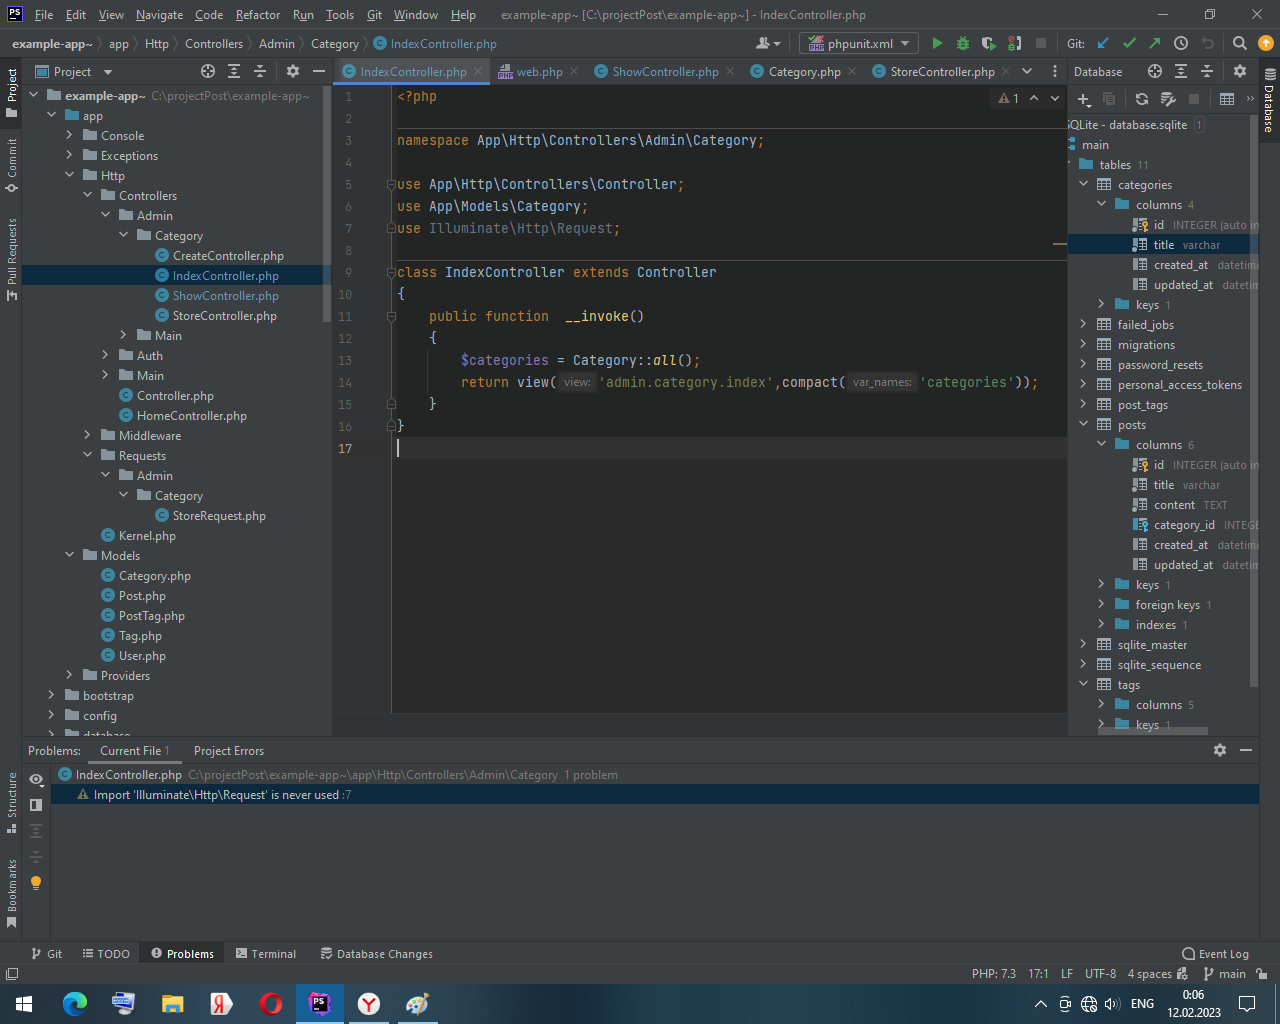 PS File Edit View Navigate Code Refactor Run Tools Git Window Help example-app~ [C:\projectPost\example-app~] - IndexController.php
example-app~ app Http Controllers Admin Category IndexController.php phpunit.xml Git:
Project
IndexController.php web.php ShowController.php Category.php StoreController.php
Database
Project
Commit
Pull Requests
Structure
Bookmarks
example-app~ C:\projectPost\example-app~
app
Console
Exceptions
Http
Controllers
Admin
Category
CreateController.php
IndexController.php
ShowController.php
StoreController.php
Main
Auth
Main
Controller.php
HomeController.php
Middleware
Requests
Admin
Category
StoreRequest.php
Kernel.php
Models
Category.php
Post.php
PostTag.php
Tag.php
User.php
Providers
bootstrap
config
database
1 <?php
2
3 namespace App\Http\Controllers\Admin\Category;
4
5 use App\Http\Controllers\Controller;
6 use App\Models\Category;
7 use Illuminate\Http\Request;
8
9 class IndexController extends Controller
10 {
11 public function __invoke()
12 {
13 $categories = Category::all();
14 return view( view: 'admin.category.index',compact( var_names: 'categories'));
15 }
16 }
17
1
SQLite - database.sqlite 1
main
tables 11
categories
columns 4
id INTEGER (auto in
title varchar
created_at datetime
updated_at datetim
keys 1
failed_jobs
migrations
password_resets
personal_access_tokens
post_tags
posts
columns 6
id INTEGER (auto in
title varchar
content TEXT
category_id INTEGE
created_at datetime
updated_at datetim
keys 1
foreign keys 1
indexes 1
sqlite_master
sqlite_sequence
tags
columns 5
keys 1
Database
Problems: Current File 1 Project Errors
IndexController.php C:\projectPost\example-app~\app\Http\Controllers\Admin\Category 1 problem
Import 'Illuminate\Http\Request' is never used :7
Git TODO Problems Terminal Database Changes Event Log
PHP: 7.3 17:1 LF UTF-8 4 spaces main
ENG 0:06
12.02.2023